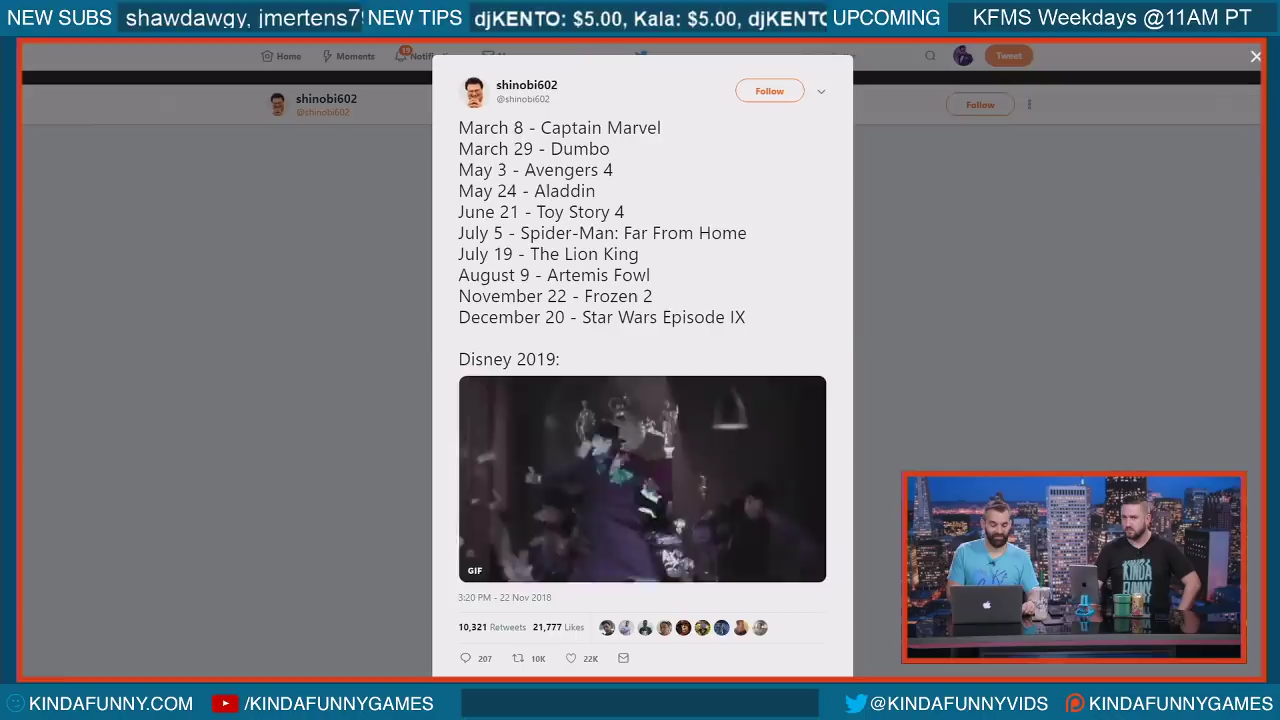 NEW SUBS shawdawgy, jmertens7 NEW TIPS djKENTO: $5.00, Kala: $5.00, djKENTO UPCOMING KFMS Weekdays @11AM PT
Home Moments 15 Tweet
shinobi602
@shinobi602
Follow
shinobi602
@shinobi602
Follow
March 8 - Captain Marvel
March 29 - Dumbo
May 3 - Avengers 4
May 24 - Aladdin
June 21 - Toy Story 4
July 5 - Spider-Man: Far From Home
July 19 - The Lion King
August 9 - Artemis Fowl
November 22 - Frozen 2
December 20 - Star Wars Episode IX
Disney 2019:
GIF
3:20 PM - 22 Nov 2018
10,321 Retweets 21,777 Likes
207 10K 22K
KINDA
FUNNY
KINDAFUNNY.COM /KINDAFUNNYGAMES @KINDAFUNNYVIDS KINDAFUNNYGAMES